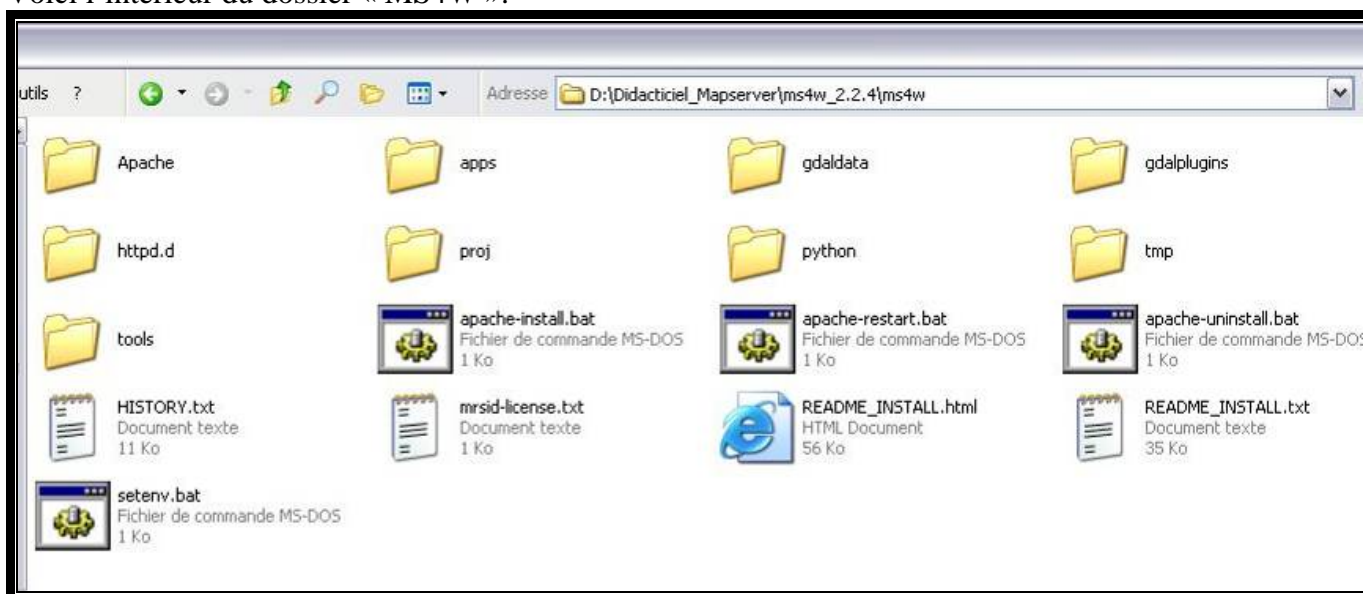 Voici l'intérieur du dossier « MS4W ».
utils ? Adresse D:\Didacticiel_Mapserver\ms4w_2.2.4\ms4w
Apache apps gdaldata gdalplugins
httpd.d proj python tmp
tools
apache-install.bat
Fichier de commande MS-DOS
1 Ko
apache-restart.bat
Fichier de commande MS-DOS
1 Ko
apache-uninstall.bat
Fichier de commande MS-DOS
1 Ko
HISTORY.txt
Document texte
11 Ko
mrsid-license.txt
Document texte
1 Ko
README_INSTALL.html
HTML Document
56 Ko
README_INSTALL.txt
Document texte
35 Ko
setenv.bat
Fichier de commande MS-DOS
1 Ko